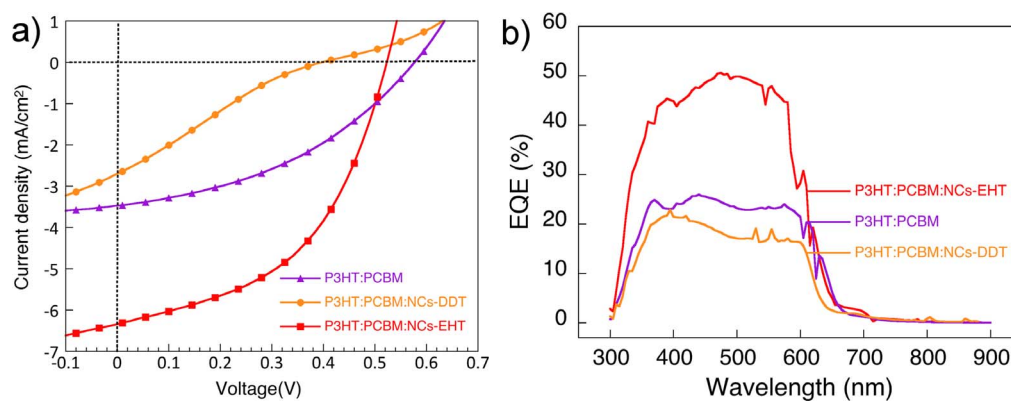 a)
1
0
-1
-2
-3
-4
-5
-6
-7
Current density (mA/cm²)
P3HT:PCBM
P3HT:PCBM:NCs-DDT
P3HT:PCBM:NCs-EHT
-0.1 0 0.1 0.2 0.3 0.4 0.5 0.6 0.7
Voltage(V)
b)
60
50
40
30
20
10
0
EQE (%)
P3HT:PCBM:NCs-EHT
P3HT:PCBM
P3HT:PCBM:NCs-DDT
300 400 500 600 700 800 900
Wavelength (nm)